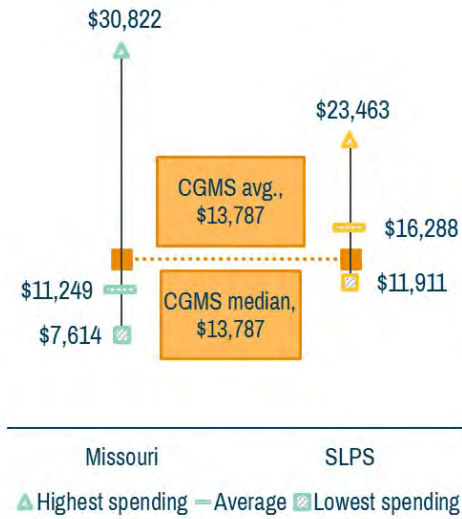 $30,822
$23,463
CGMS avg.,
$13,787
$16,288
$11,249
$11,911
CGMS median,
$13,787
$7,614
Missouri
SLPS
Highest spending
Average
Lowest spending